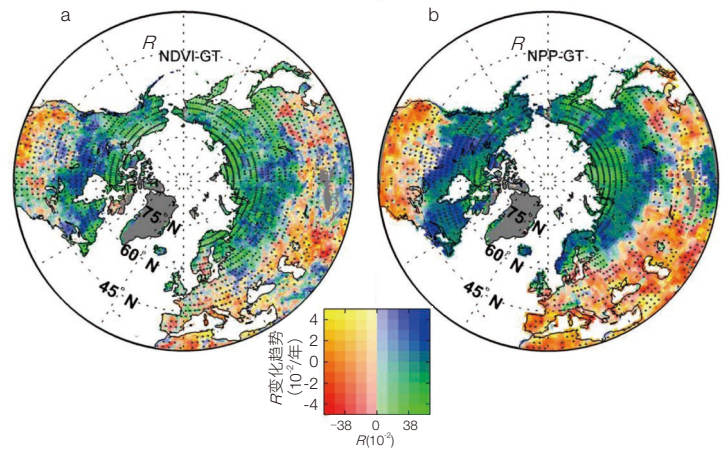 a
R
NDVI-GT
75°N
60°N
45°N
b
R
NPP-GT
75°N
60°N
45°N
R变化趋势
(10⁻²/年)
4
2
0
-2
-4
-38 0 38
R(10⁻²)